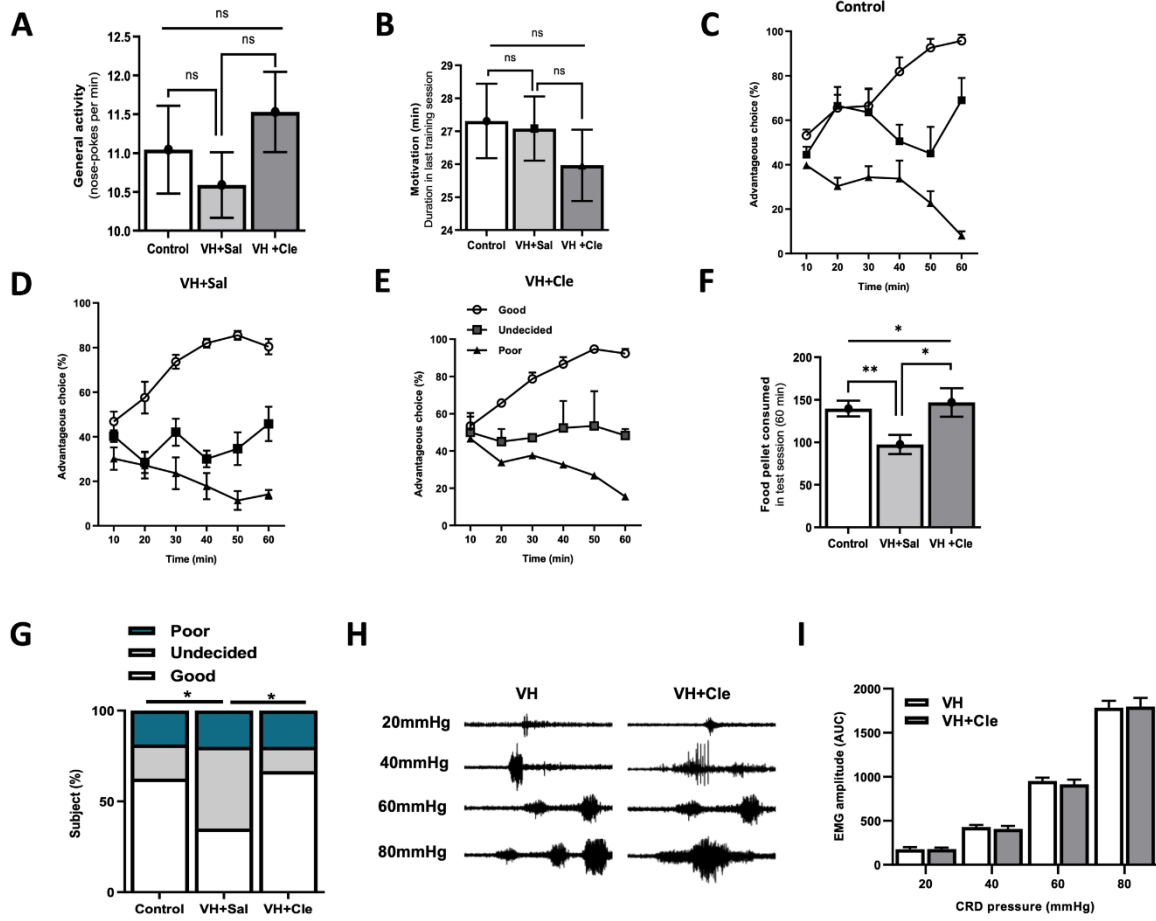 A
General activity
(nose-pokes per min)
12.5
12.0
11.5
11.0
10.5
10.0
ns
ns
ns
Control
VH+Sal
VH +Cle
B
Motivation (min)
Duration in last training session
29
28
27
26
25
24
ns
ns
ns
Control
VH+Sal
VH +Cle
C
Control
Advantageous choice (%)
100
80
60
40
20
0
10
20
30
40
50
60
Time (min)
D
VH+Sal
Advantageous choice (%)
100
80
60
40
20
0
10
20
30
40
50
60
Time (min)
E
VH+Cle
Good
Undecided
Poor
Advantageous choice (%)
100
80
60
40
20
0
10
20
30
40
50
60
Time (min)
F
Food pellet consumed
in test session (60 min)
200
150
100
50
0
*
**
*
Control
VH+Sal
VH +Cle
G
Poor
Undecided
Good
Subject (%)
100
50
0
*
*
Control
VH+Sal
VH+Cle
H
VH
VH+Cle
20mmHg
40mmHg
60mmHg
80mmHg
I
VH
VH+Cle
EMG amplitude (AUC)
2000
1500
1000
500
0
20
40
60
80
CRD pressure (mmHg)